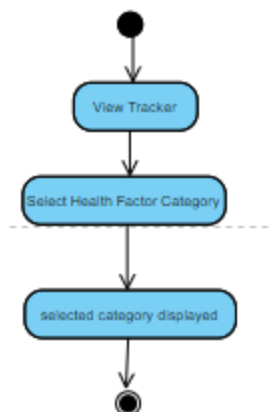 View Tracker
Select Health Factor Category
selected category displayed